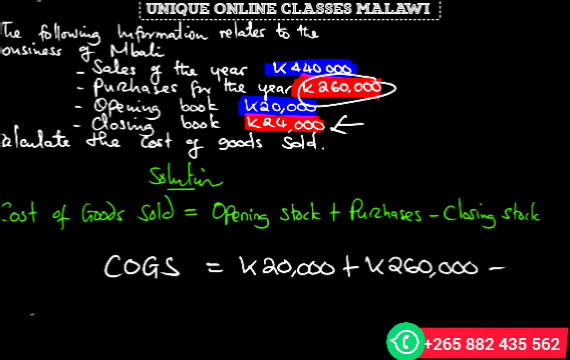 UNIQUE ONLINE CLASSES MALAWI
The following Information relates to the
business of Mbali
- Sales of the year K440,000
- Purchases for the year K260,000
- Opening book K20,000
- Closing book K24,000
Calculate the cost of goods sold.
Solution
Cost of Goods Sold = Opening stock + Purchases - Closing stock
COGS = K20,000 + K260,000 -
+265 882 435 562